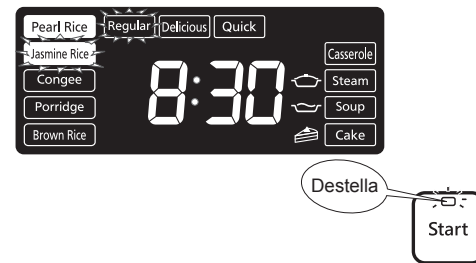 Pearl Rice Regular Delicious Quick
Jasmine Rice
Congee
Porridge
Brown Rice
8:30
Casserole
Steam
Soup
Cake
Destella
Start